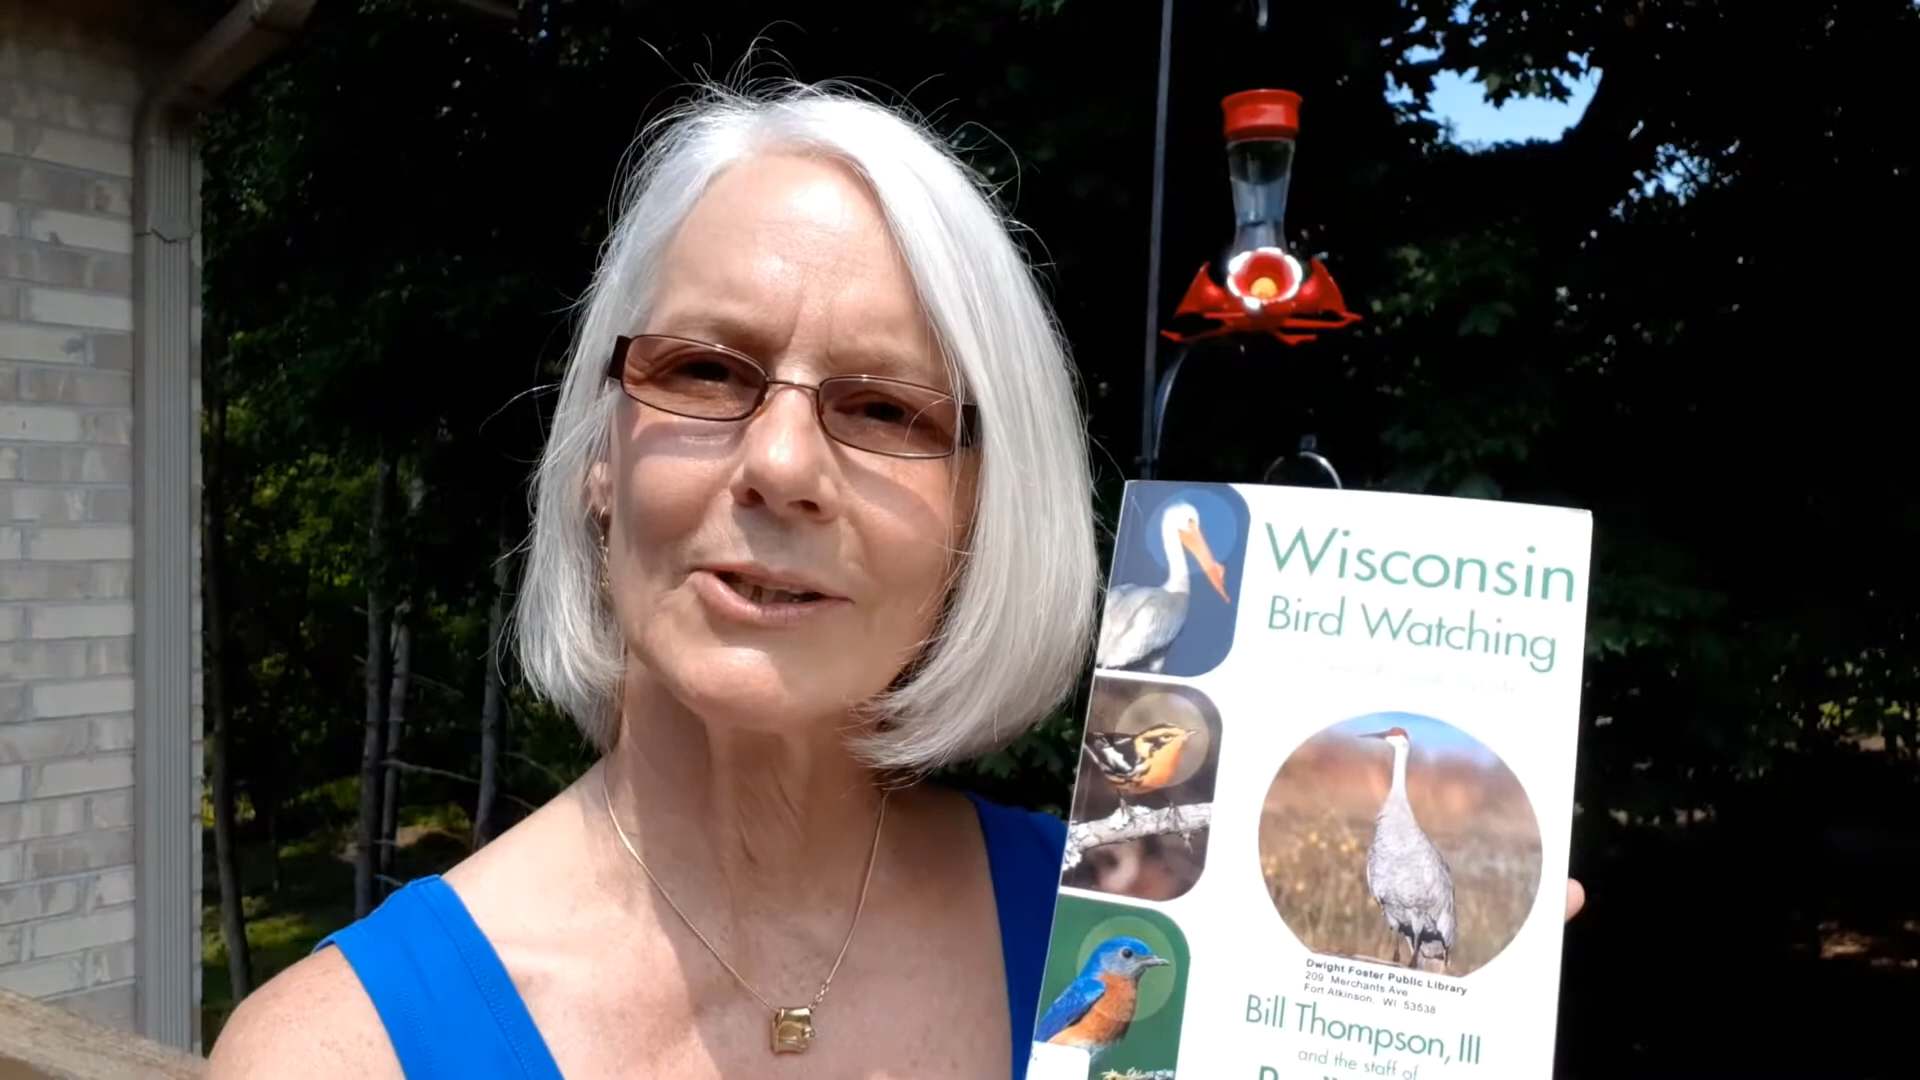 Wisconsin
Bird Watching
Dwight Foster Public Library
209 Merchants Ave
Fort Atkinson, WI 53538
Bill Thompson, III
and the staff of